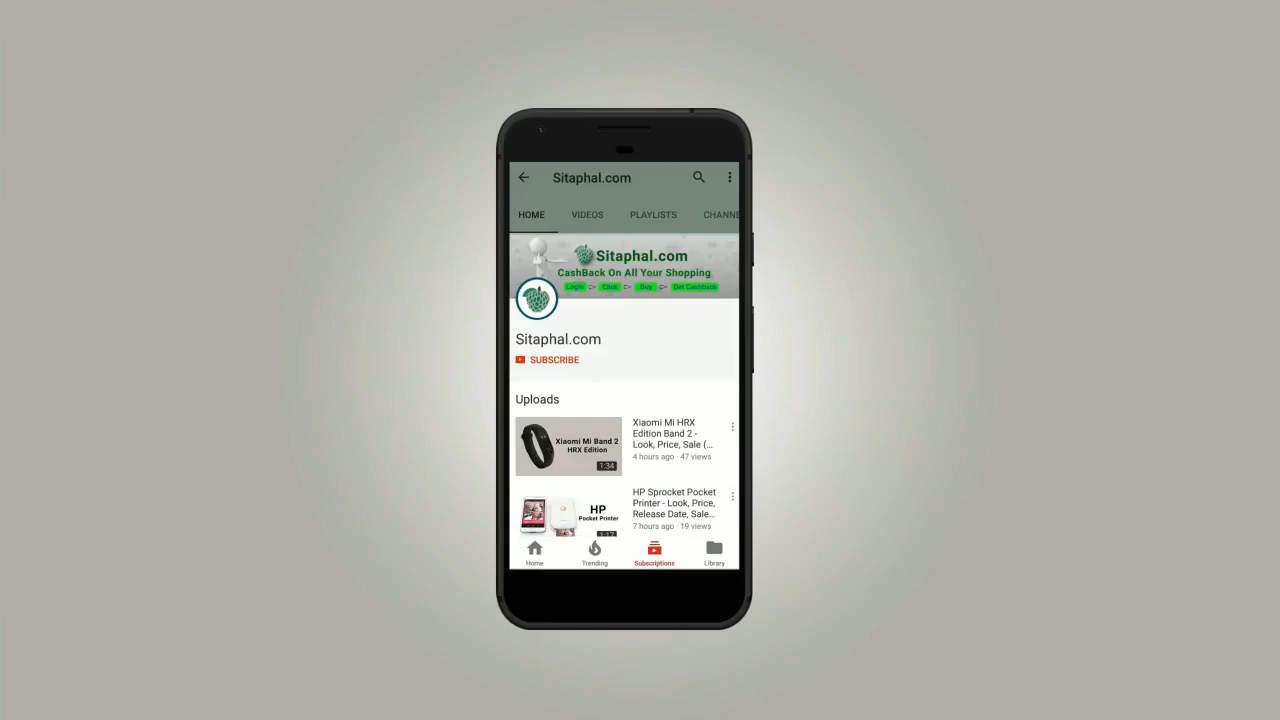 Sitaphal.com
HOME VIDEOS PLAYLISTS CHANNE
Sitaphal.com
CashBack On All Your Shopping
Login Click Buy Get Cashback
Sitaphal.com
SUBSCRIBE
Uploads
Xiaomi Mi Band 2
HRX Edition
1:34
Xiaomi Mi HRX
Edition Band 2 -
Look, Price, Sale (...
4 hours ago · 47 views
HP
Pocket Printer
1:17
HP Sprocket Pocket
Printer - Look, Price,
Release Date, Sale...
7 hours ago · 19 views
Home Trending Subscriptions Library